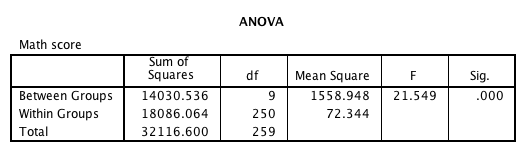 ANOVA
Math score
Sum of Squares df Mean Square F Sig.
Between Groups 14030.536 9 1558.948 21.549 .000
Within Groups 18086.064 250 72.344
Total 32116.600 259